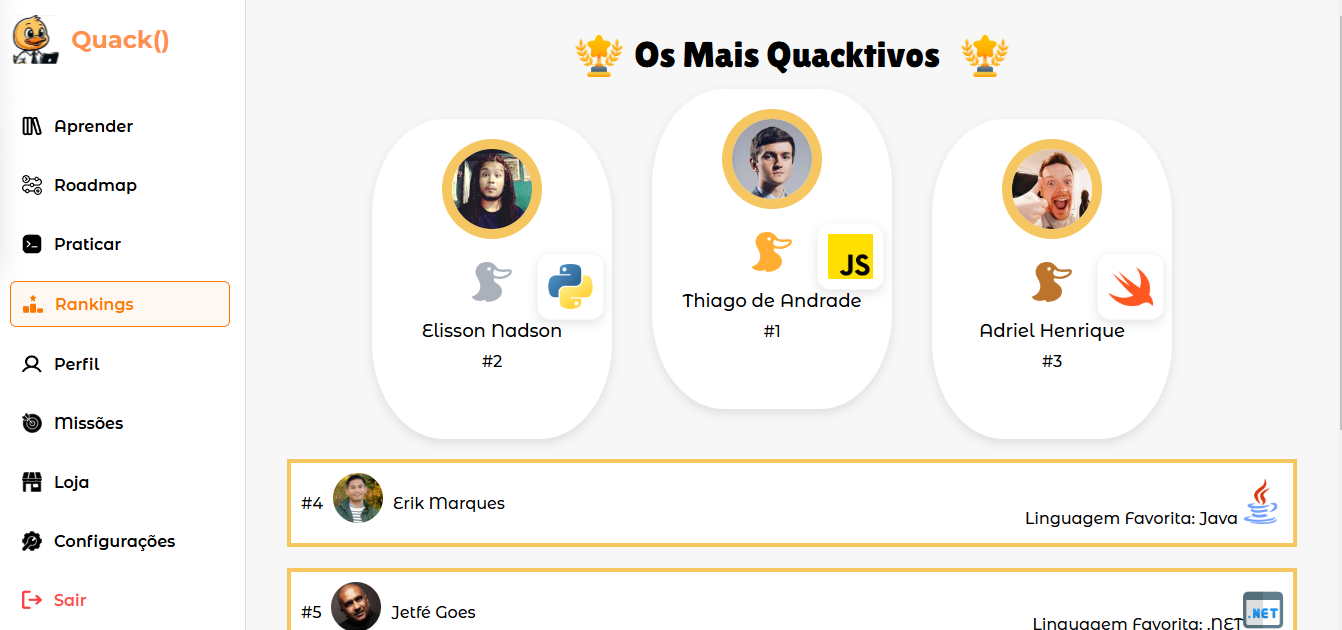 Quack()
Aprender
Roadmap
Praticar
Rankings
Perfil
Missões
Loja
Configurações
Sair
Os Mais Quacktivos
Elisson Nadson
#2
JS
Thiago de Andrade
#1
Adriel Henrique
#3
#4 Erik Marques
Linguagem Favorita: Java
#5 Jetfé Goes
Linguagem Favorita: .NET
.NET